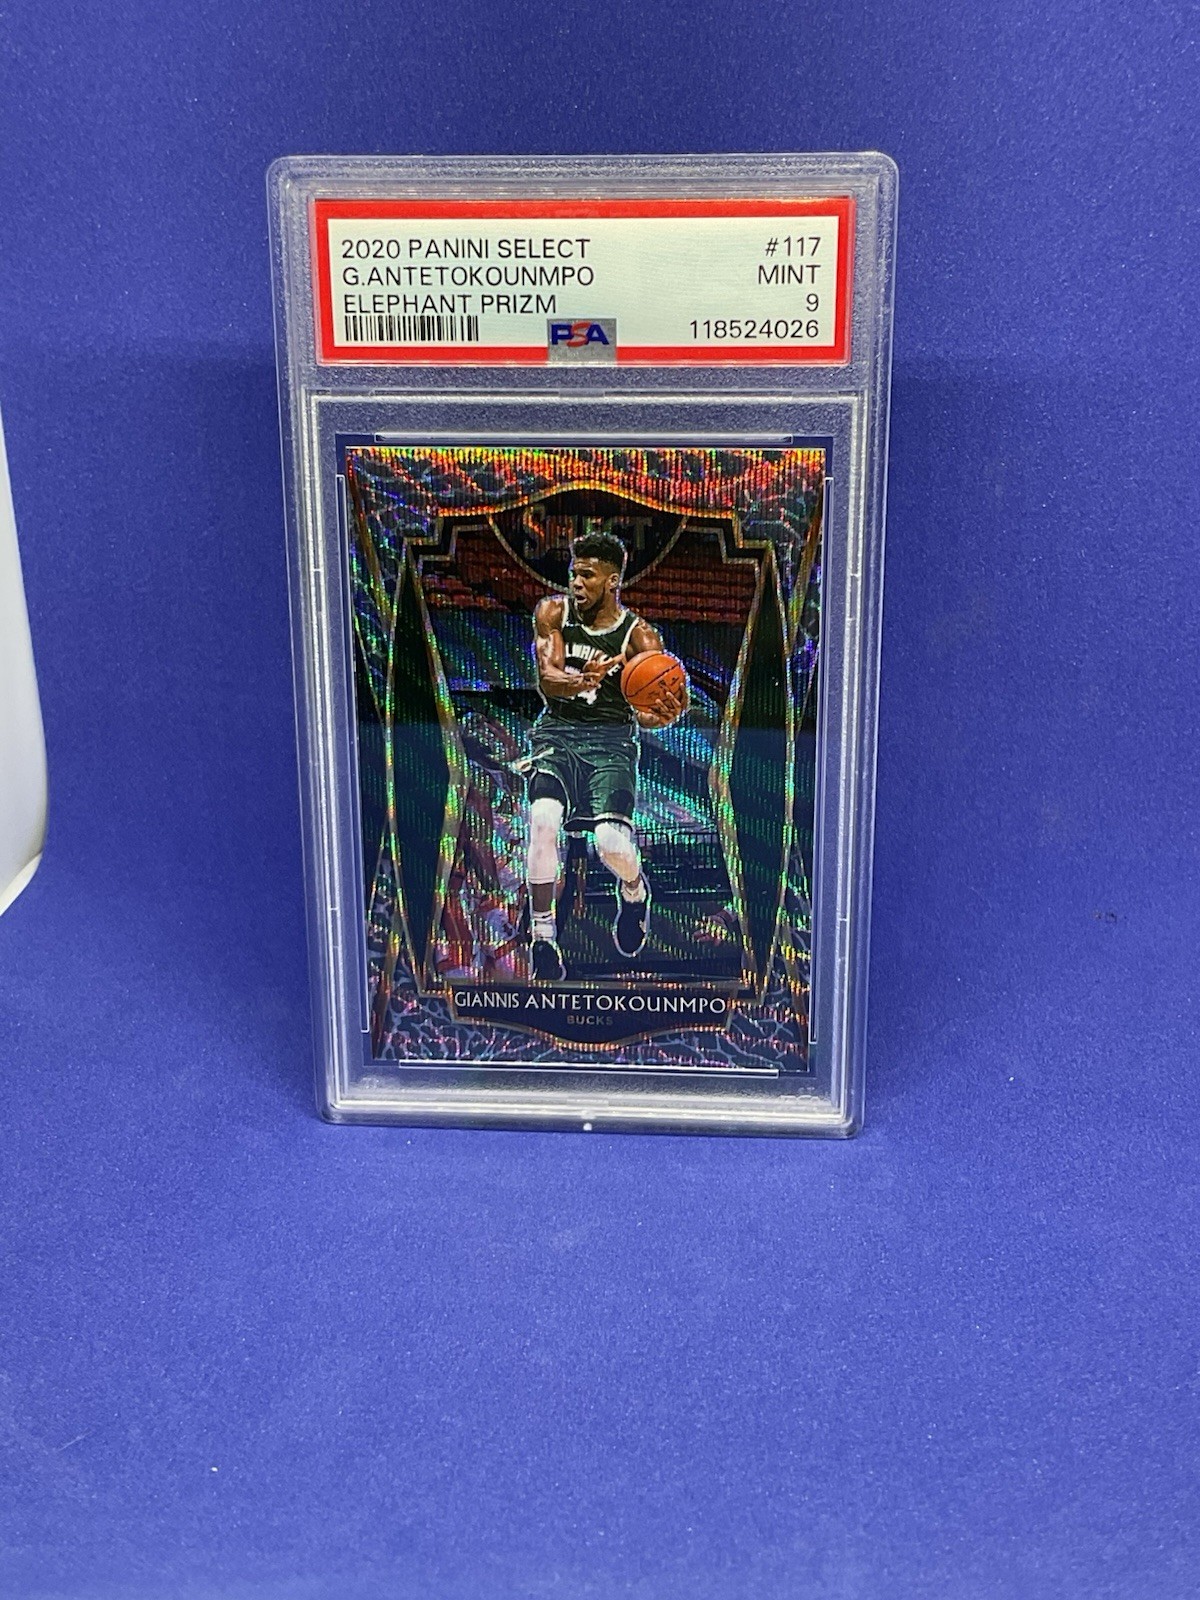 2020 PANINI SELECT #117
G.ANTETOKOUNMPO MINT
ELEPHANT PRIZM 9
PSA 118524026
SELECT
GIANNIS ANTETOKOUNMPO
BUCKS